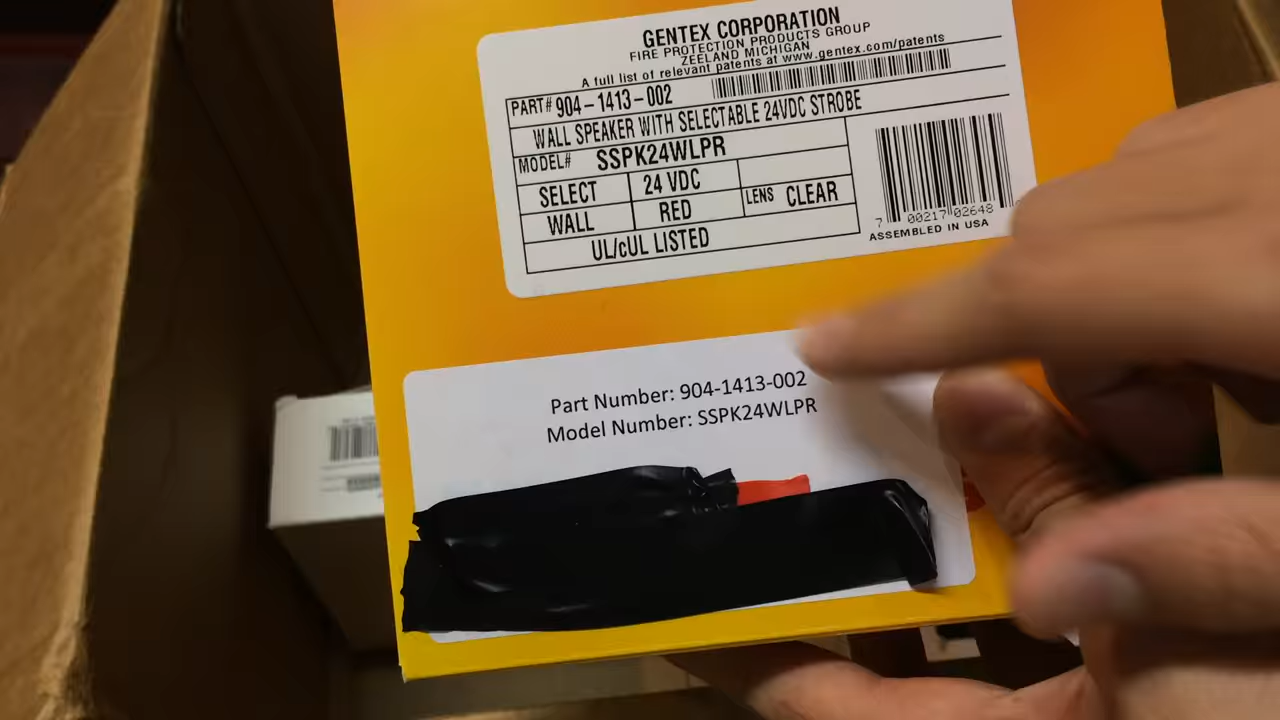 GENTEX CORPORATION
FIRE PROTECTION PRODUCTS GROUP
ZEELAND MICHIGAN
A full list of relevant patents at www.gentex.com/patents
PART# 904-1413-002
WALL SPEAKER WITH SELECTABLE 24VDC STROBE
MODEL# SSPK24WLPR
SELECT 24 VDC
WALL RED LENS CLEAR
UL/cUL LISTED
7 00217 02648
ASSEMBLED IN USA
Part Number: 904-1413-002
Model Number: SSPK24WLPR